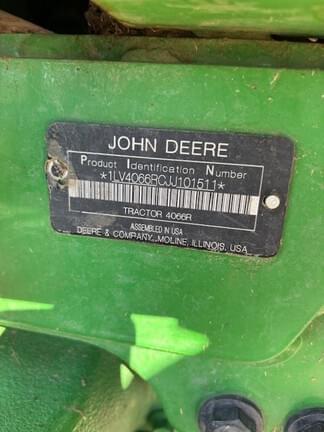 JOHN DEERE
Product Identification Number
*1LV4066RCJJ101511*
TRACTOR 4066R
ASSEMBLED IN USA
DEERE & COMPANY, MOLINE, ILLINOIS, USA